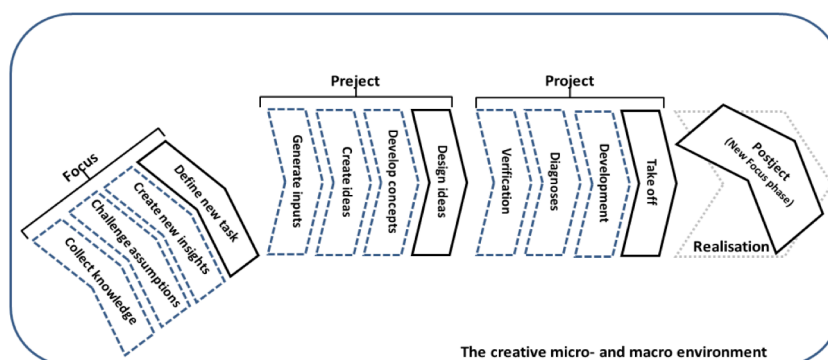 Focus
Collect knowledge
Challenge assumptions
Create new insights
Define new task
Preject
Generate inputs
Create ideas
Develop concepts
Design ideas
Project
Verification
Diagnoses
Development
Take off
Postject
(New Focus phase)
Realisation
The creative micro- and macro environment